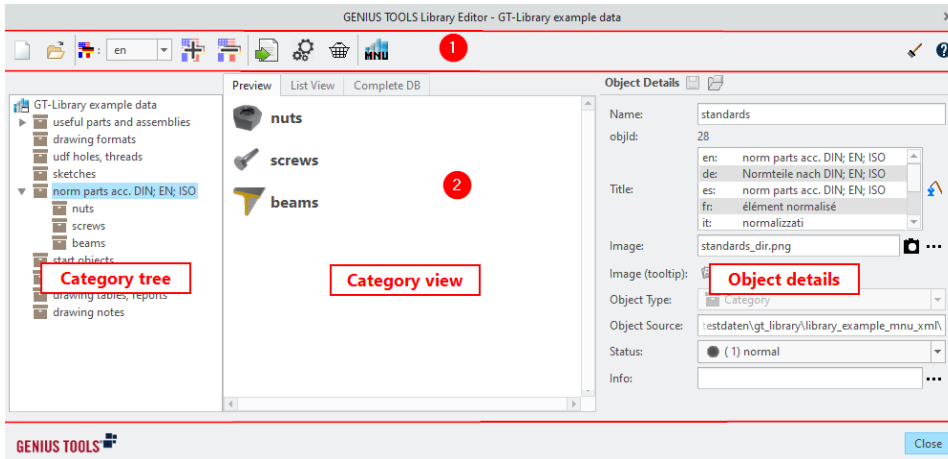 GENIUS TOOLS Library Editor - GT-Library example data
: en
MNU
1
Preview List View Complete DB
Object Details
GT-Library example data
useful parts and assemblies
drawing formats
udf holes, threads
sketches
norm parts acc. DIN; EN; ISO
nuts
screws
beams
start objects
Category tree
drawing tables, reports
drawing notes
nuts
screws
beams
2
Category view
Name: standards
objId: 28
Title:
en: norm parts acc. DIN; EN; ISO
de: Normteile nach DIN; EN; ISO
es: norm parts acc. DIN; EN; ISO
fr: élément normalisé
it: normalizzati
Image: standards_dir.png
Image (tooltip):
Object details
Object Type: Category
Object Source: testdaten\gt_library\library_example_mnu_xml\
Status: ( 1) normal
Info:
GENIUS TOOLS
Close